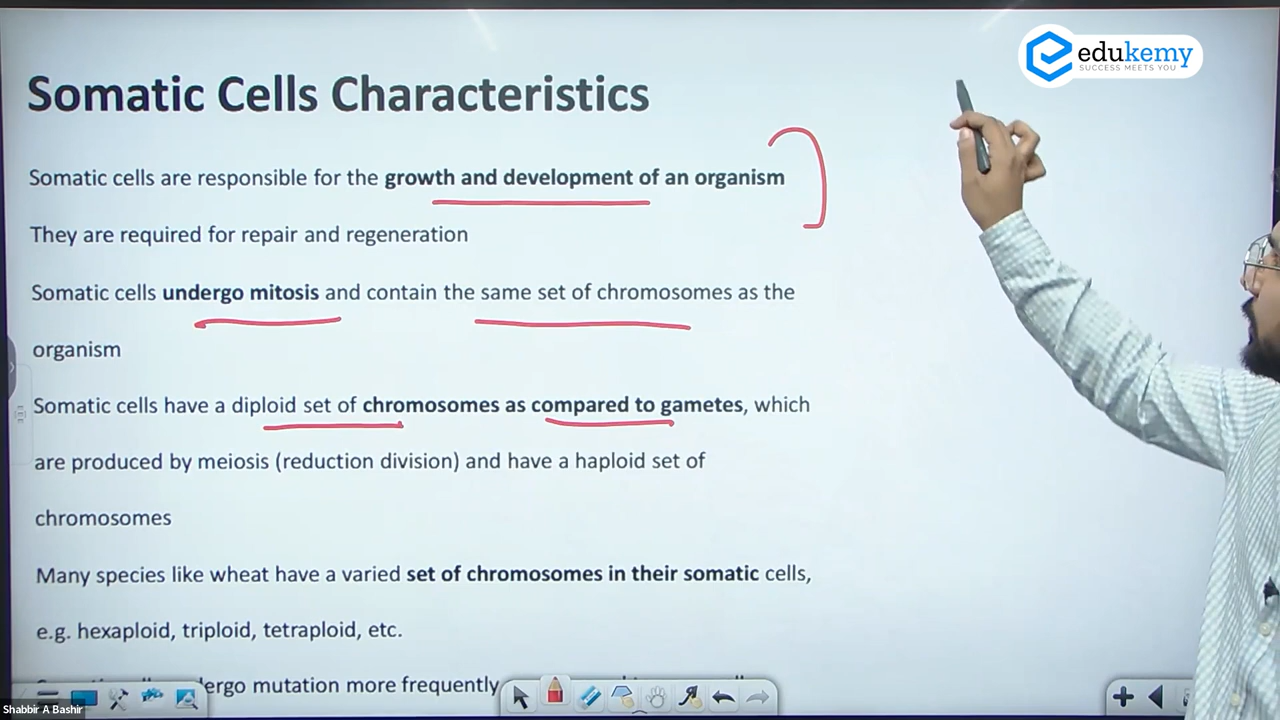 edukemy
SUCCESS MEETS YOU
Somatic Cells Characteristics
Somatic cells are responsible for the growth and development of an organism
They are required for repair and regeneration
Somatic cells undergo mitosis and contain the same set of chromosomes as the
organism
Somatic cells have a diploid set of chromosomes as compared to gametes, which
are produced by meiosis (reduction division) and have a haploid set of
chromosomes
Many species like wheat have a varied set of chromosomes in their somatic cells,
e.g. hexaploid, triploid, tetraploid, etc.
mutation more frequently
Shabbir A Bashir